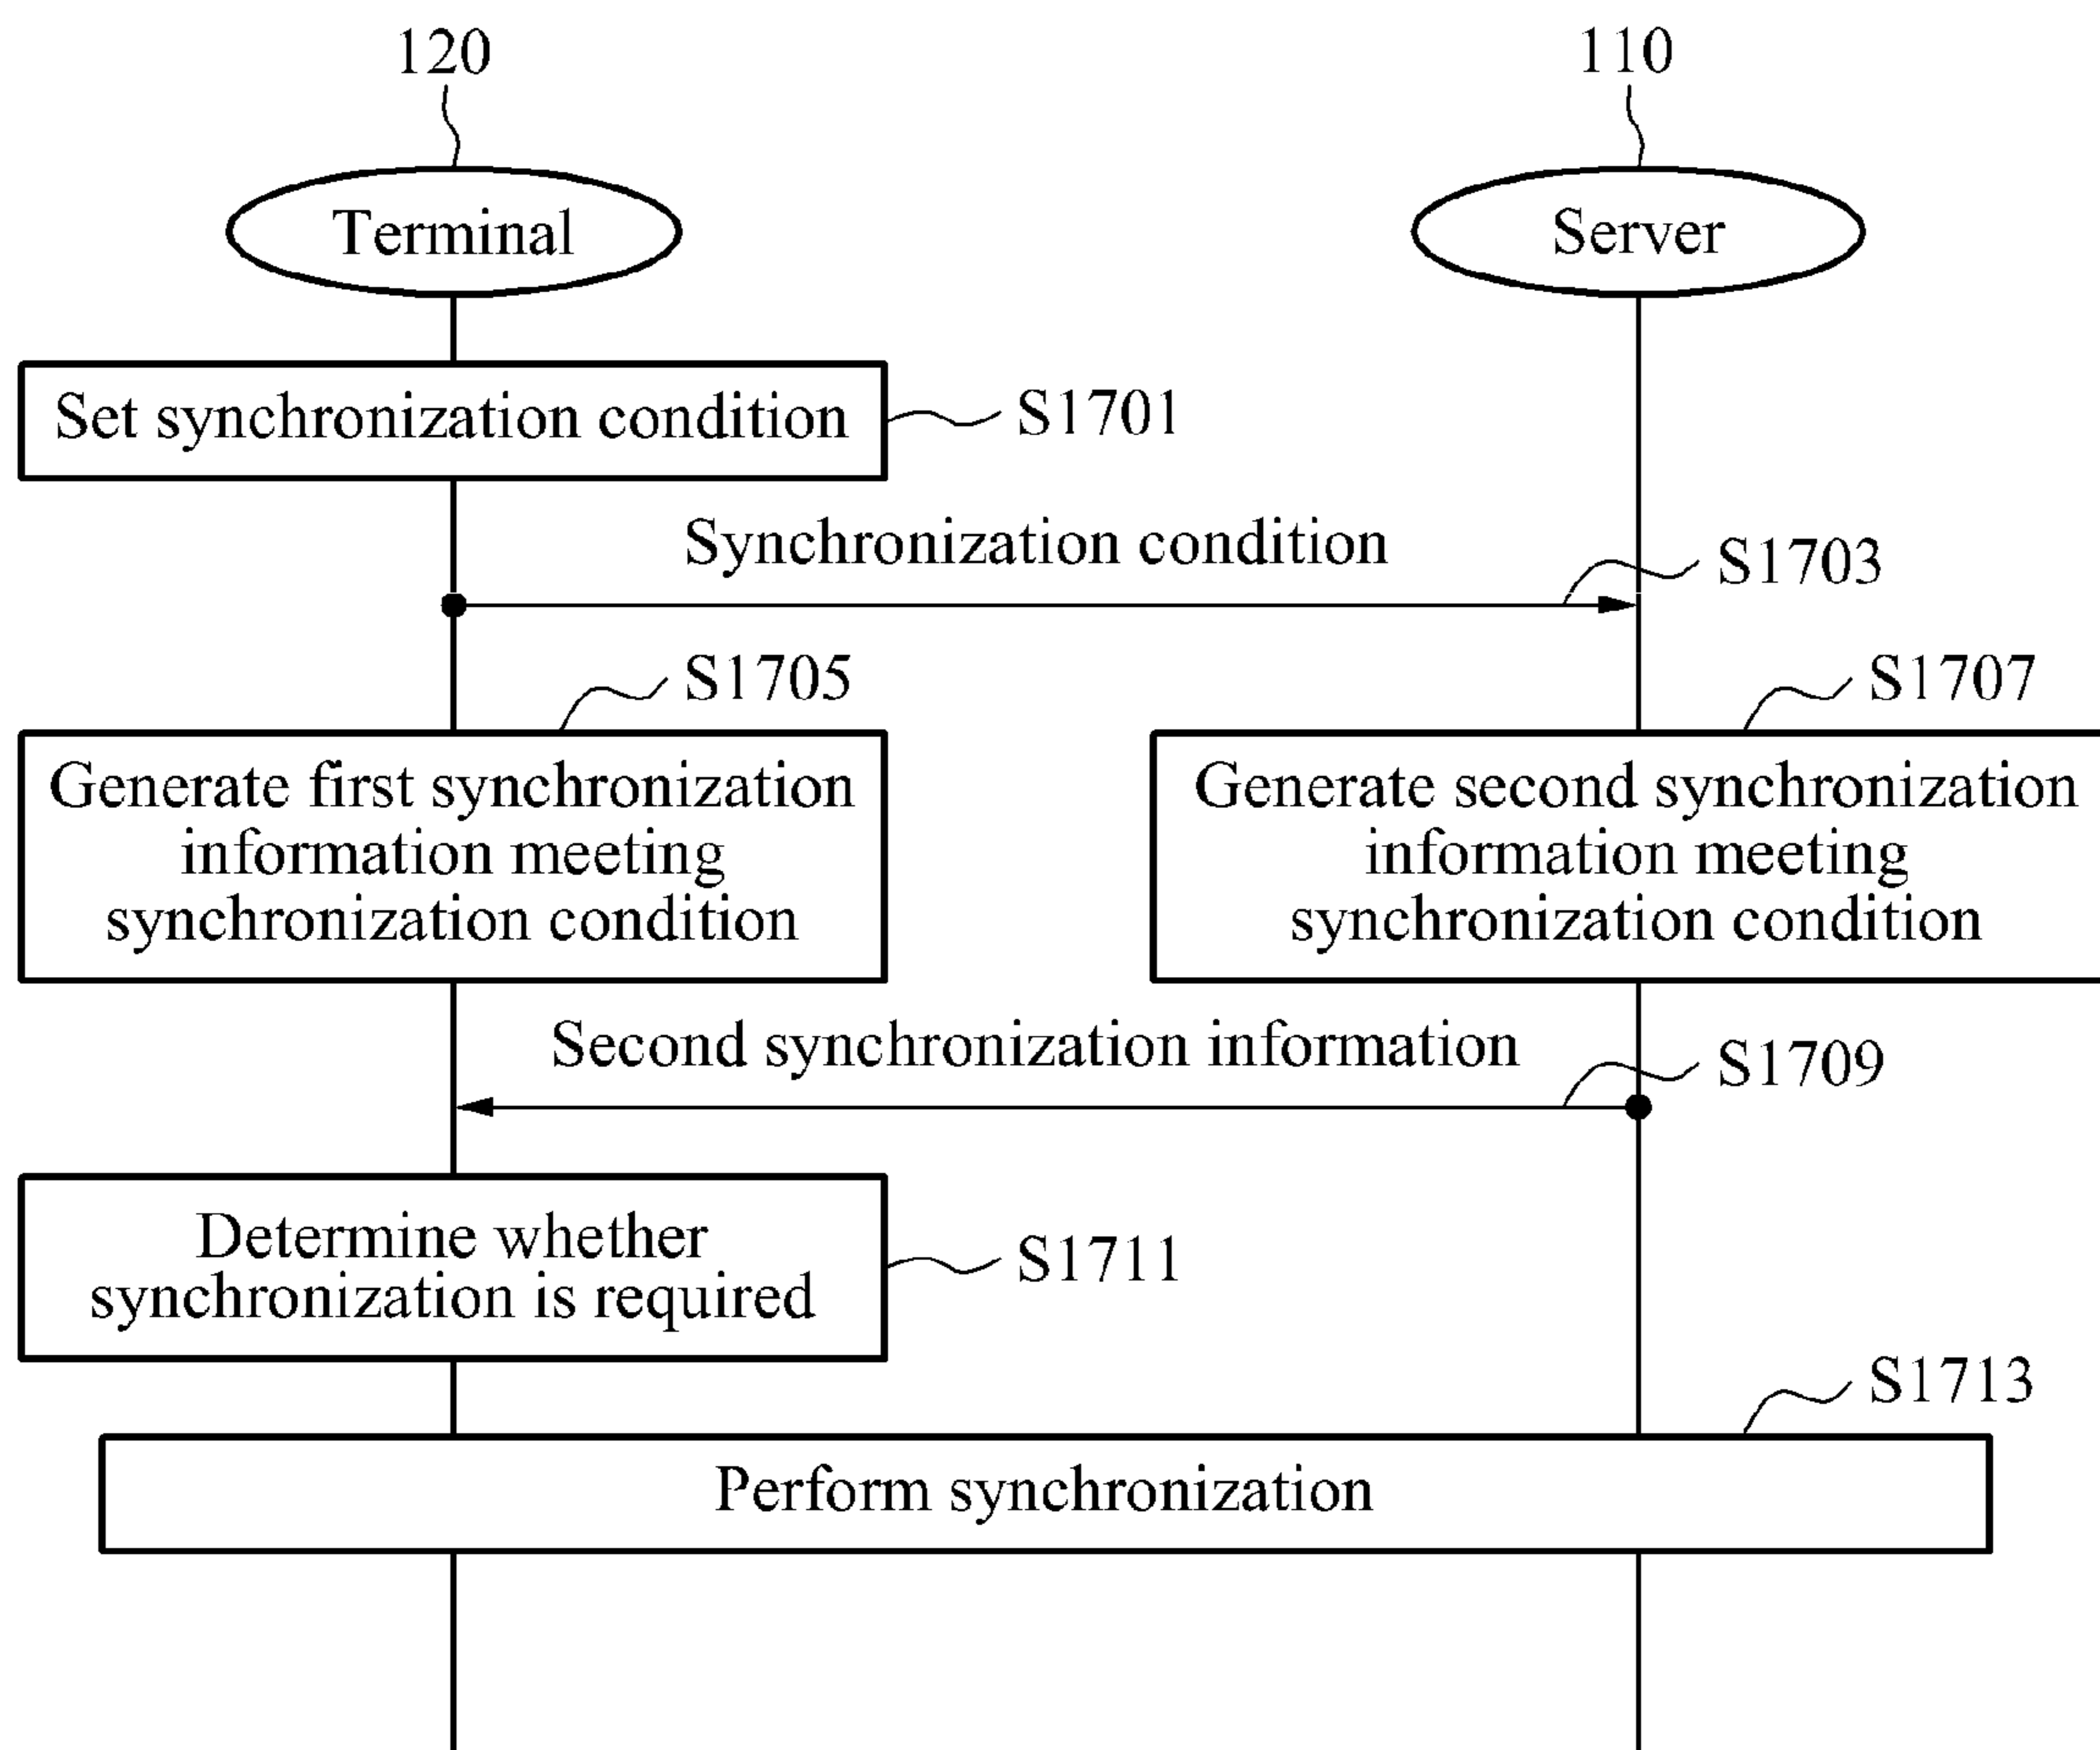 120
110
Terminal
Server
Set synchronization condition
S1701
Synchronization condition
S1703
S1705
S1707
Generate first synchronization
information meeting
synchronization condition
Generate second synchronization
information meeting
synchronization condition
Second synchronization information
S1709
Determine whether
synchronization is required
S1711
S1713
Perform synchronization